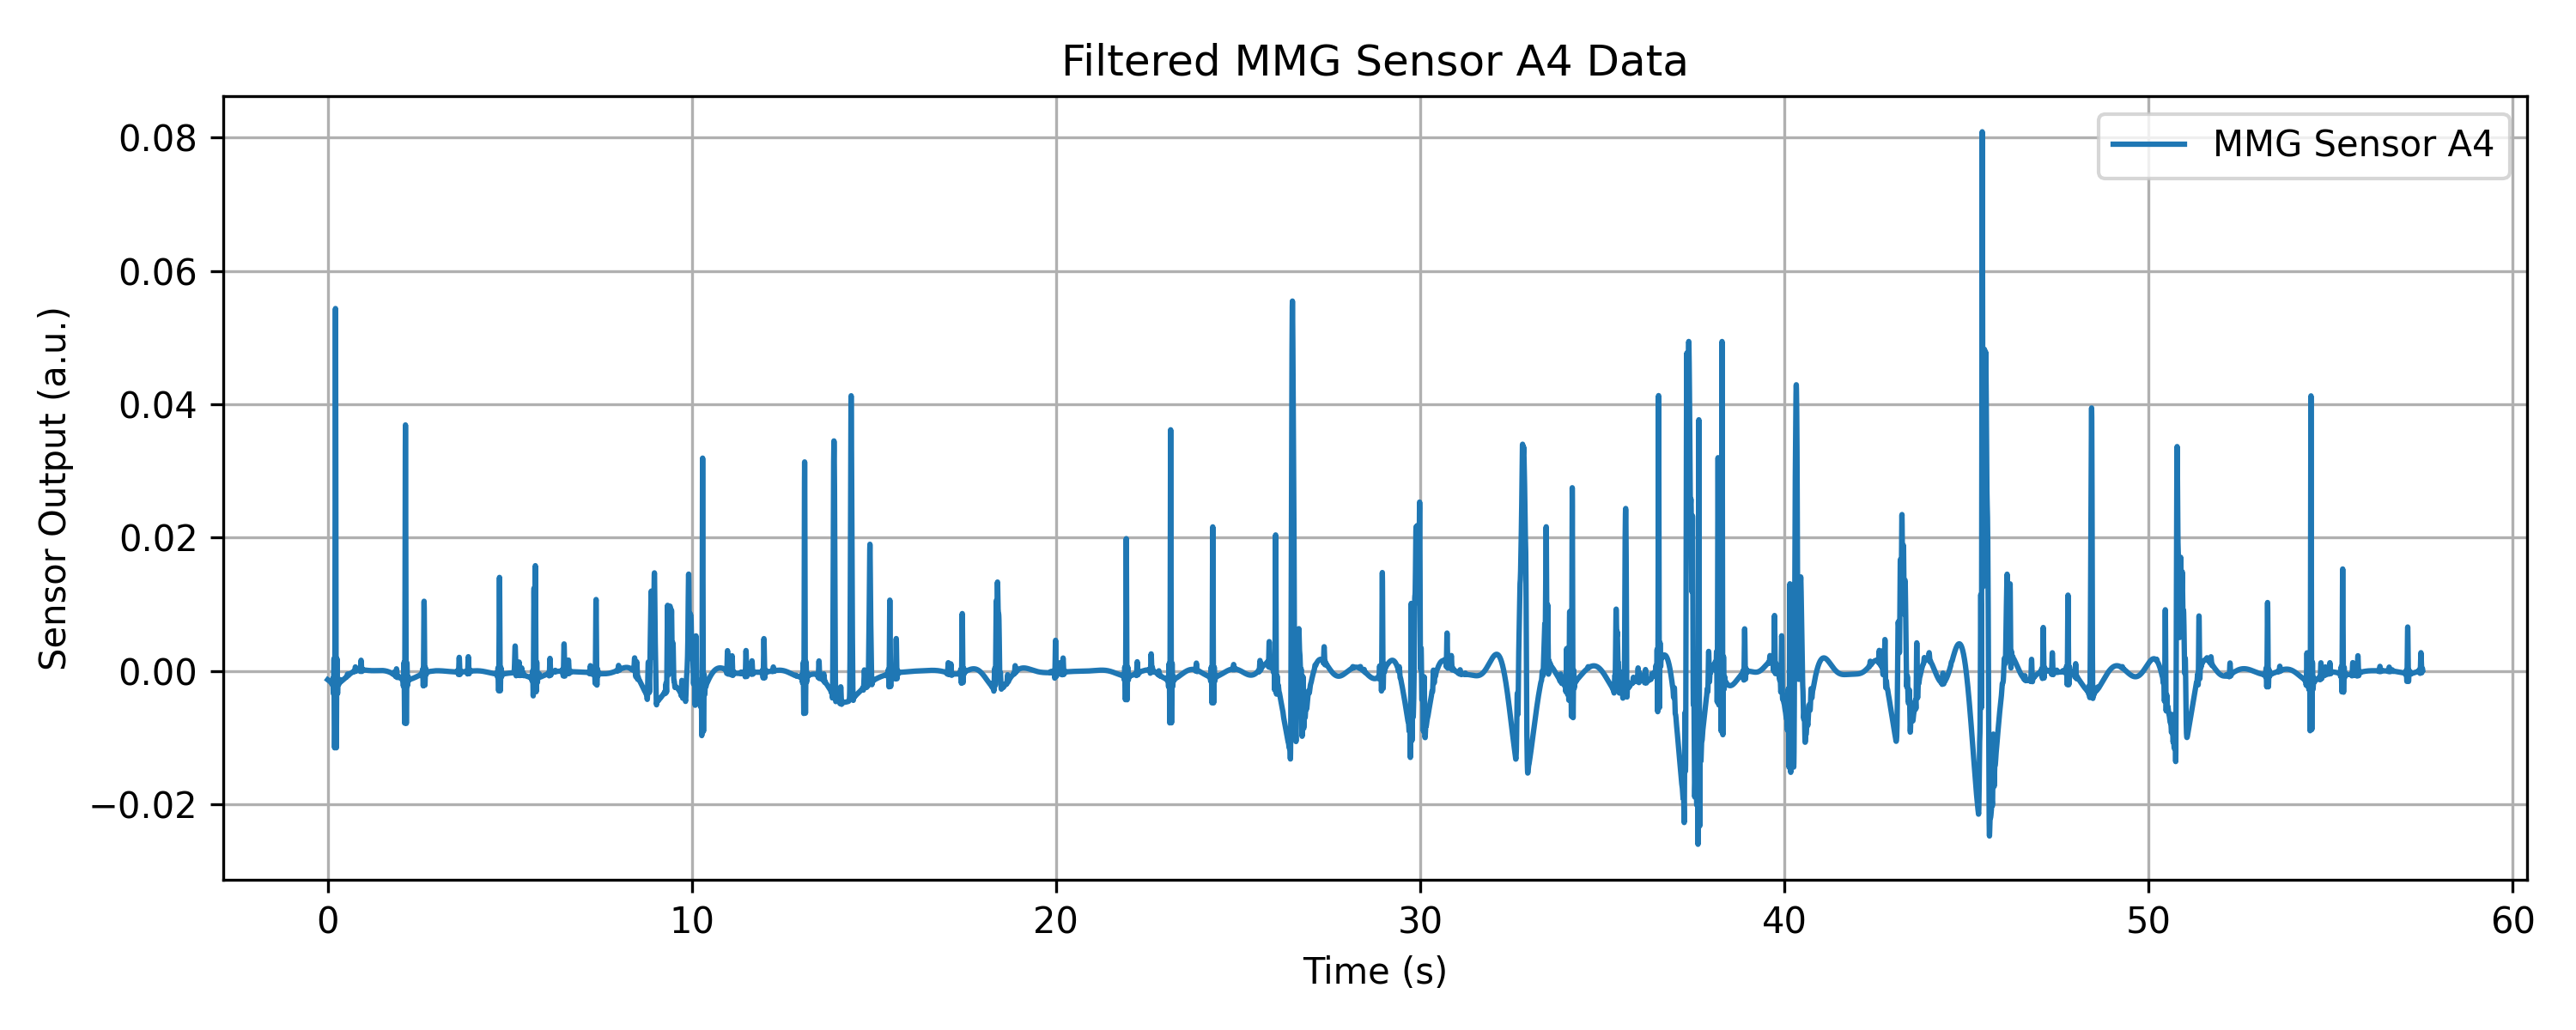 Filtered MMG Sensor A4 Data
MMG Sensor A4
Sensor Output (a.u.)
0.08
0.06
0.04
0.02
0.00
−0.02
0 10 20 30 40 50 60
Time (s)